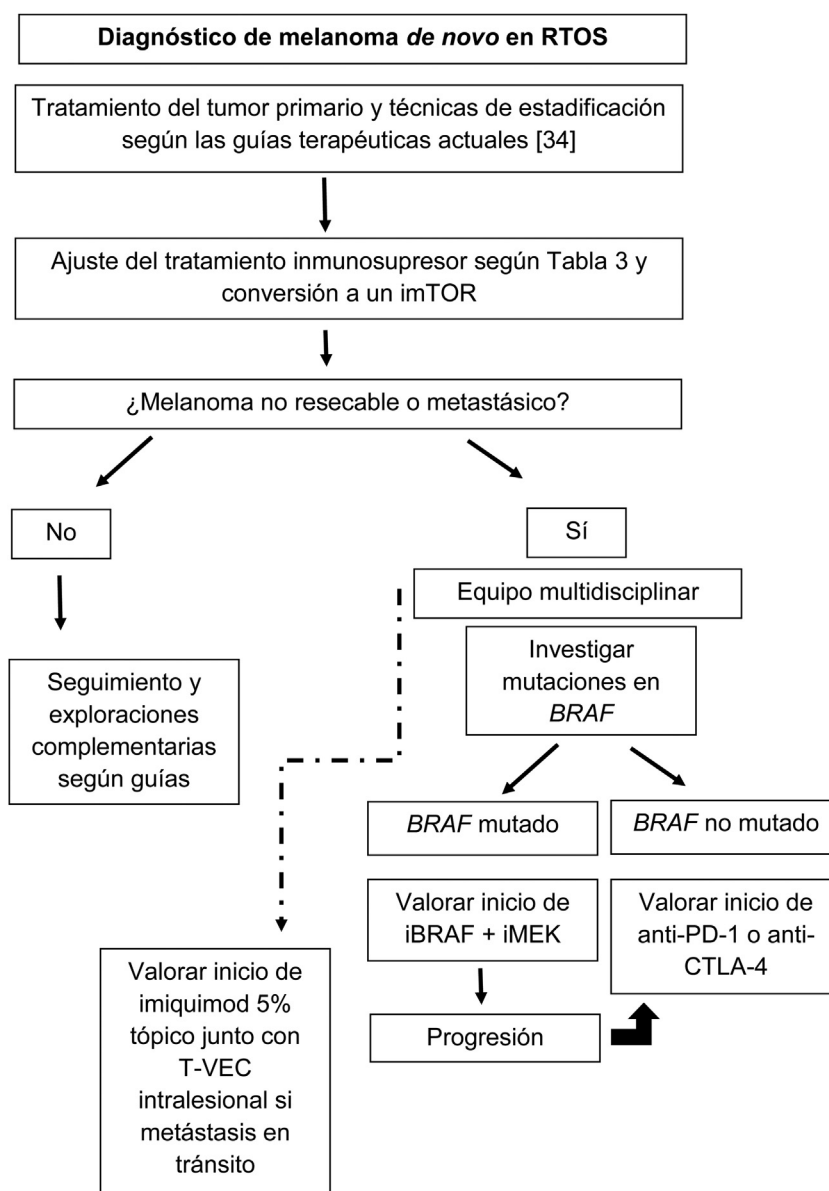 Diagnóstico de melanoma de novo en RTOS
Tratamiento del tumor primario y técnicas de estadificación
según las guías terapéuticas actuales [34]
Ajuste del tratamiento inmunosupresor según Tabla 3 y
conversión a un imTOR
¿Melanoma no resecable o metastásico?
No
Sí
Seguimiento y
exploraciones
complementarias
según guías
Equipo multidisciplinar
Investigar
mutaciones en
BRAF
BRAF mutado
BRAF no mutado
Valorar inicio de
iBRAF + iMEK
Valorar inicio de
anti-PD-1 o anti-
CTLA-4
Progresión
Valorar inicio de
imiquimod 5%
tópico junto con
T-VEC
intralesional si
metástasis en
tránsito